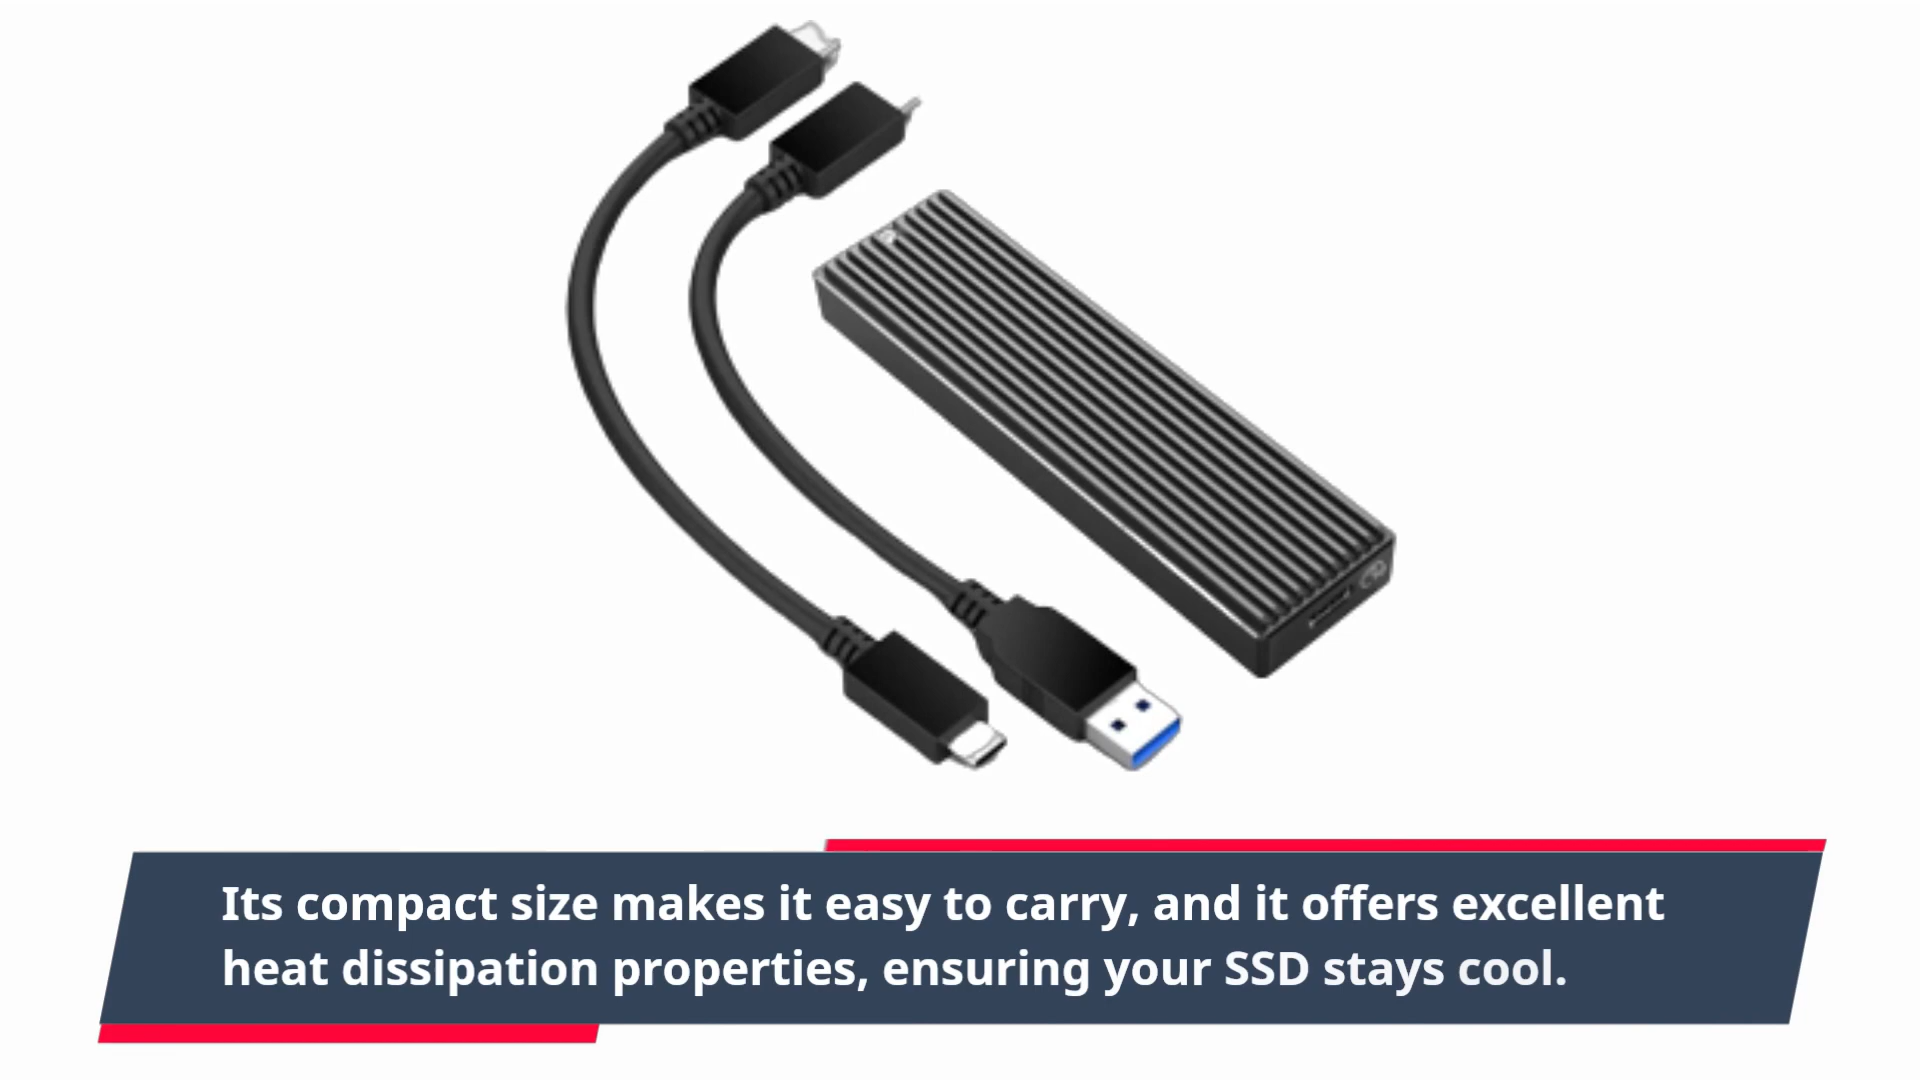 Its compact size makes it easy to carry, and it offers excellent
heat dissipation properties, ensuring your SSD stays cool.